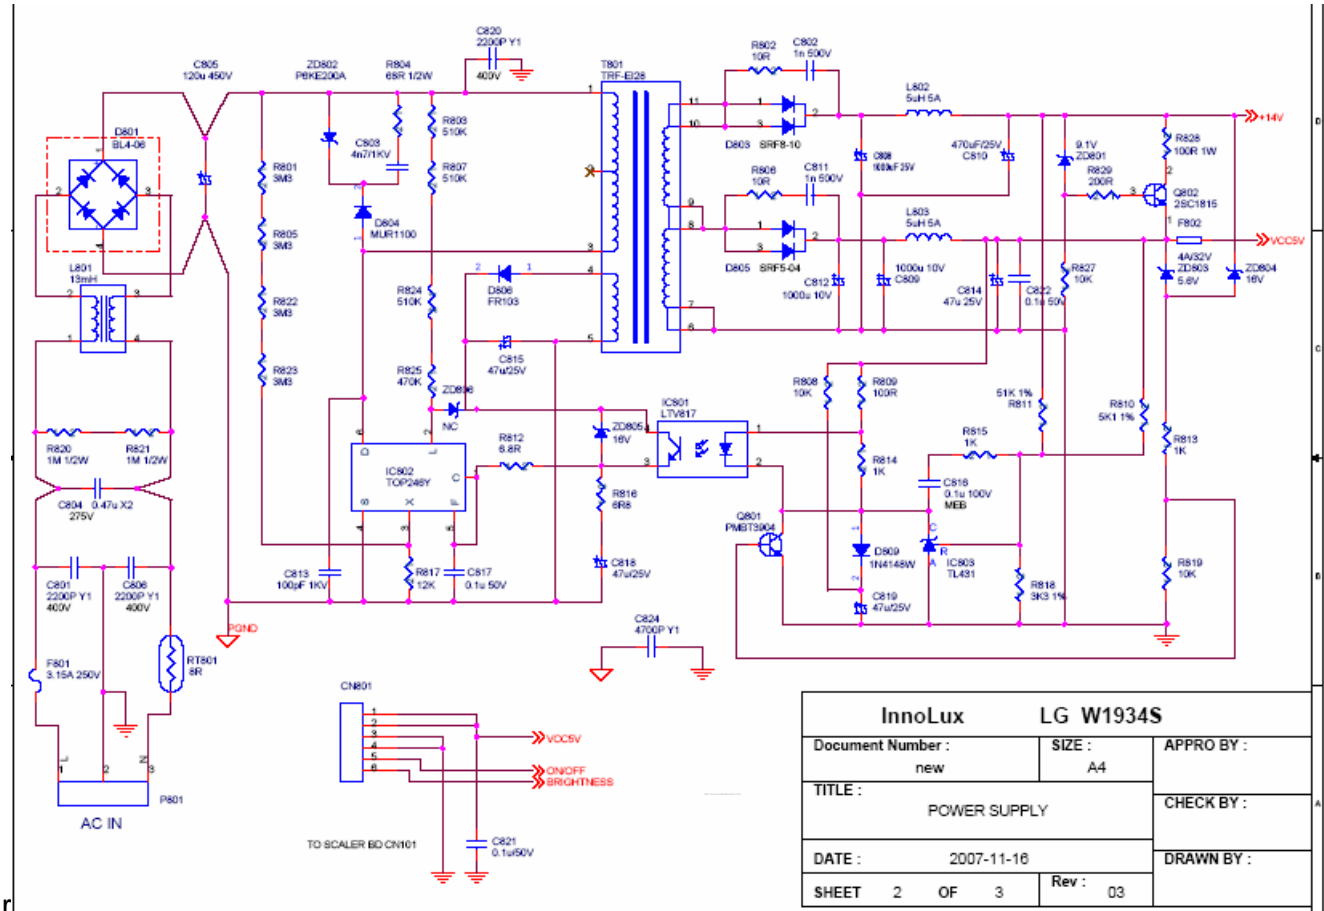 C820
2200P Y1
400V
C805
120u 450V
ZD802
P6KE200A
R804
68R 1/2W
T801
TRF-EI28
R802
10R
C802
1n 500V
L802
5uH 5A
+14V
D801
BL4-06
C803
4n7/1KV
R803
510K
R807
510K
D803 SRF8-10
C808
1000uF 25V
470uF/25V
C810
9.1V
ZD801
R828
100R 1W
R829
200R
Q802
2SC1815
R801
3M3
R806
10R
C811
1n 500V
D804
MUR1100
R805
3M3
L803
5uH 5A
F802
4A/32V
VCC5V
D805 SRF5-04
L801
13mH
D806
FR103
R824
510K
R822
3M3
C812
1000u 10V
1000u 10V
C809
C814
47u 25V
C822
0.1u 50V
R827
10K
ZD803
5.6V
ZD804
16V
C815
47u/25V
R823
3M3
R825
470K
ZD806
NC
R808
10K
R809
100R
51K 1%
R811
R810
5K1 1%
IC801
LTV817
ZD805
16V
R820
1M 1/2W
R821
1M 1/2W
R812
6.8R
R815
1K
R813
1K
R814
1K
IC802
TOP246Y
D
L
C
S
X
F
C804 0.47u X2
275V
R816
6R8
C816
0.1u 100V
MEB
Q801
PMBT3904
D809
1N4148W
C
R
A
IC803
TL431
C801
2200P Y1
400V
C806
2200P Y1
400V
C813
100pF 1KV
R817
12K
C817
0.1u 50V
C818
47u/25V
C819
47u/25V
R818
3K3 1%
R819
10K
PGND
C824
4700P Y1
F801
3.15A 250V
RT801
8R
L
N
1
2
3
P801
AC IN
CN801
1
2
3
4
5
6
VCC5V
ON/OFF
BRIGHTNESS
TO SCALER BD CN101
C821
0.1u/50V
InnoLux LG W1934S
Document Number :
new
SIZE :
A4
APPRO BY :
TITLE :
POWER SUPPLY
CHECK BY :
DATE : 2007-11-16
DRAWN BY :
SHEET 2 OF 3
Rev : 03
r